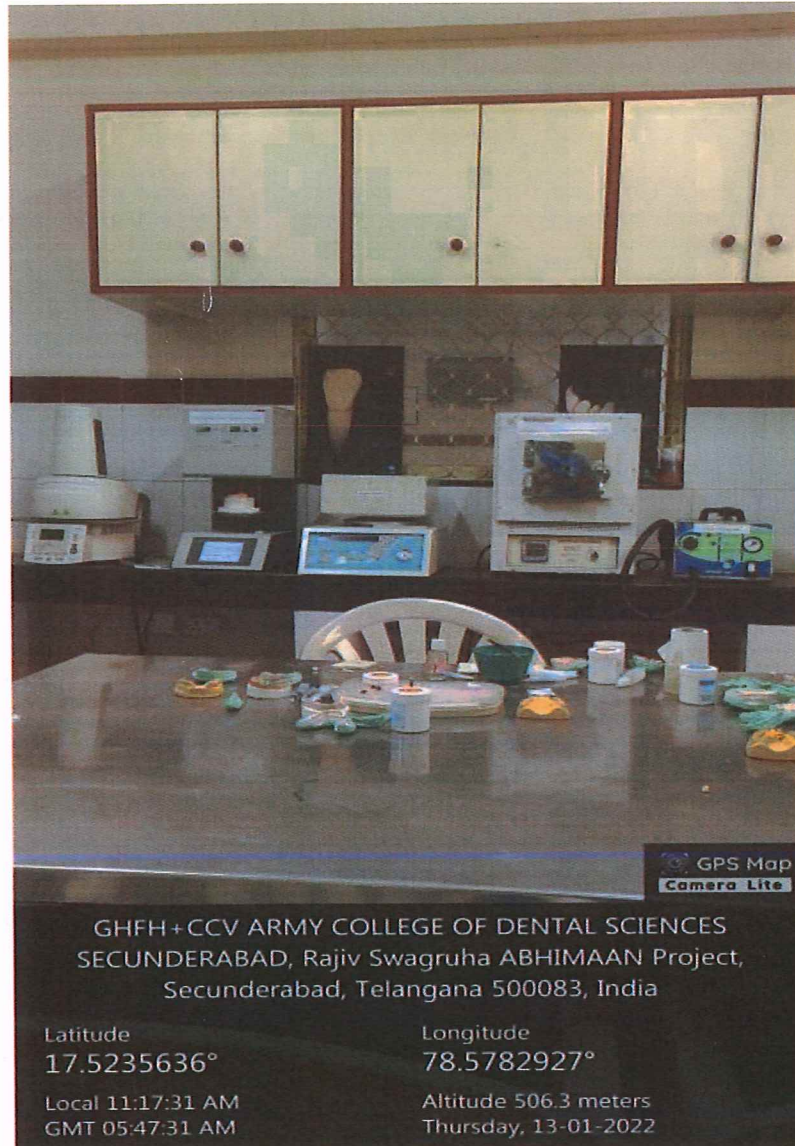 GPS Map
Camera Lite
GHFH+CCV ARMY COLLEGE OF DENTAL SCIENCES
SECUNDERABAD, Rajiv Swagruha ABHIMAAN Project,
Secunderabad, Telangana 500083, India
Latitude
17.5235636°
Longitude
78.5782927°
Local 11:17:31 AM
GMT 05:47:31 AM
Altitude 506.3 meters
Thursday, 13-01-2022